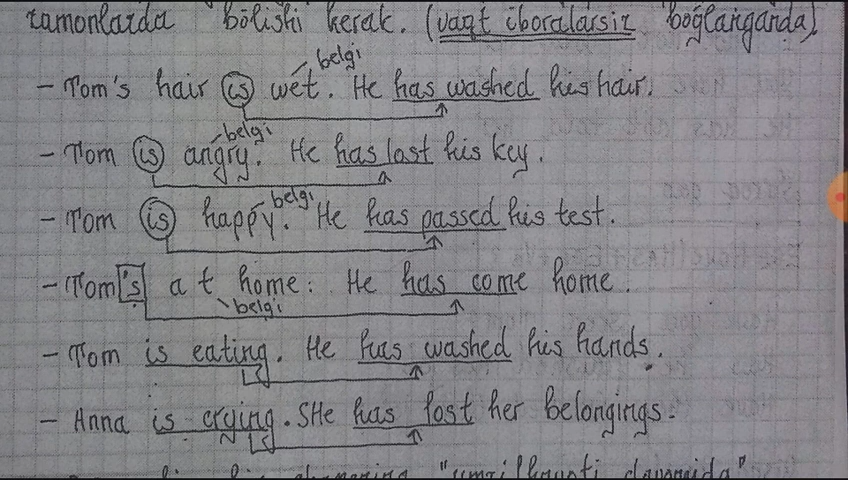 zamonlarda bo'lishi kerak. (vaqt iboralarsiz bog'langanda)
belgi
- Tom's hair is wet. He has washed his hair.
belgi
- Tom is angry. He has lost his key.
belgi
- Tom is happy. He has passed his test.
- Tom's at home. He has come home.
belgi
- Tom is eating. He has washed his hands.
- Anna is crying. SHe has lost her belongings.